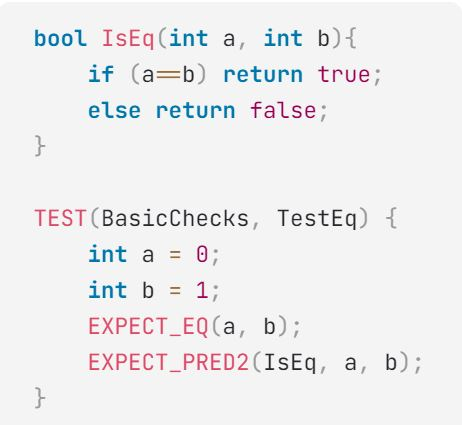 bool IsEq(int a, int b){
    if (a==b) return true;
    else return false;
}

TEST(BasicChecks, TestEq) {
    int a = 0;
    int b = 1;
    EXPECT_EQ(a, b);
    EXPECT_PRED2(IsEq, a, b);
}